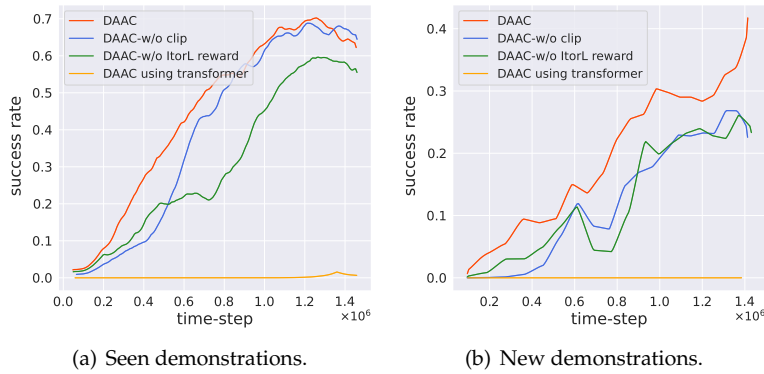 0.7
0.6
0.5
0.4
0.3
0.2
0.1
0.0
success rate
DAAC
DAAC-w/o clip
DAAC-w/o ItorL reward
DAAC using transformer
0.0 0.2 0.4 0.6 0.8 1.0 1.2 1.4
time-step
×10⁶
(a) Seen demonstrations.
0.4
0.3
0.2
0.1
0.0
success rate
DAAC
DAAC-w/o clip
DAAC-w/o ItorL reward
DAAC using transformer
0.2 0.4 0.6 0.8 1.0 1.2 1.4
time-step
×10⁶
(b) New demonstrations.